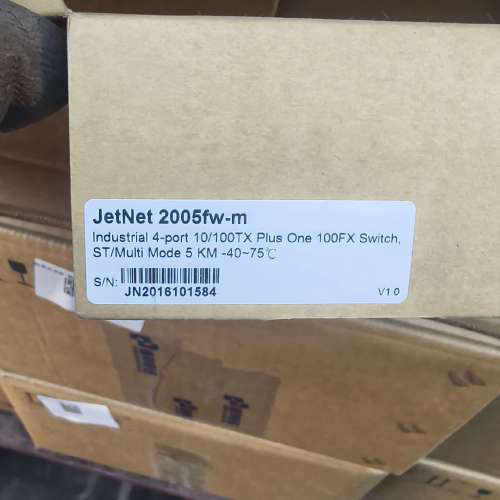 JetNet 2005fw-m
Industrial 4-port 10/100TX Plus One 100FX Switch,
ST/Multi Mode 5 KM -40~75℃
S/N:
JN2016101584
V1.0